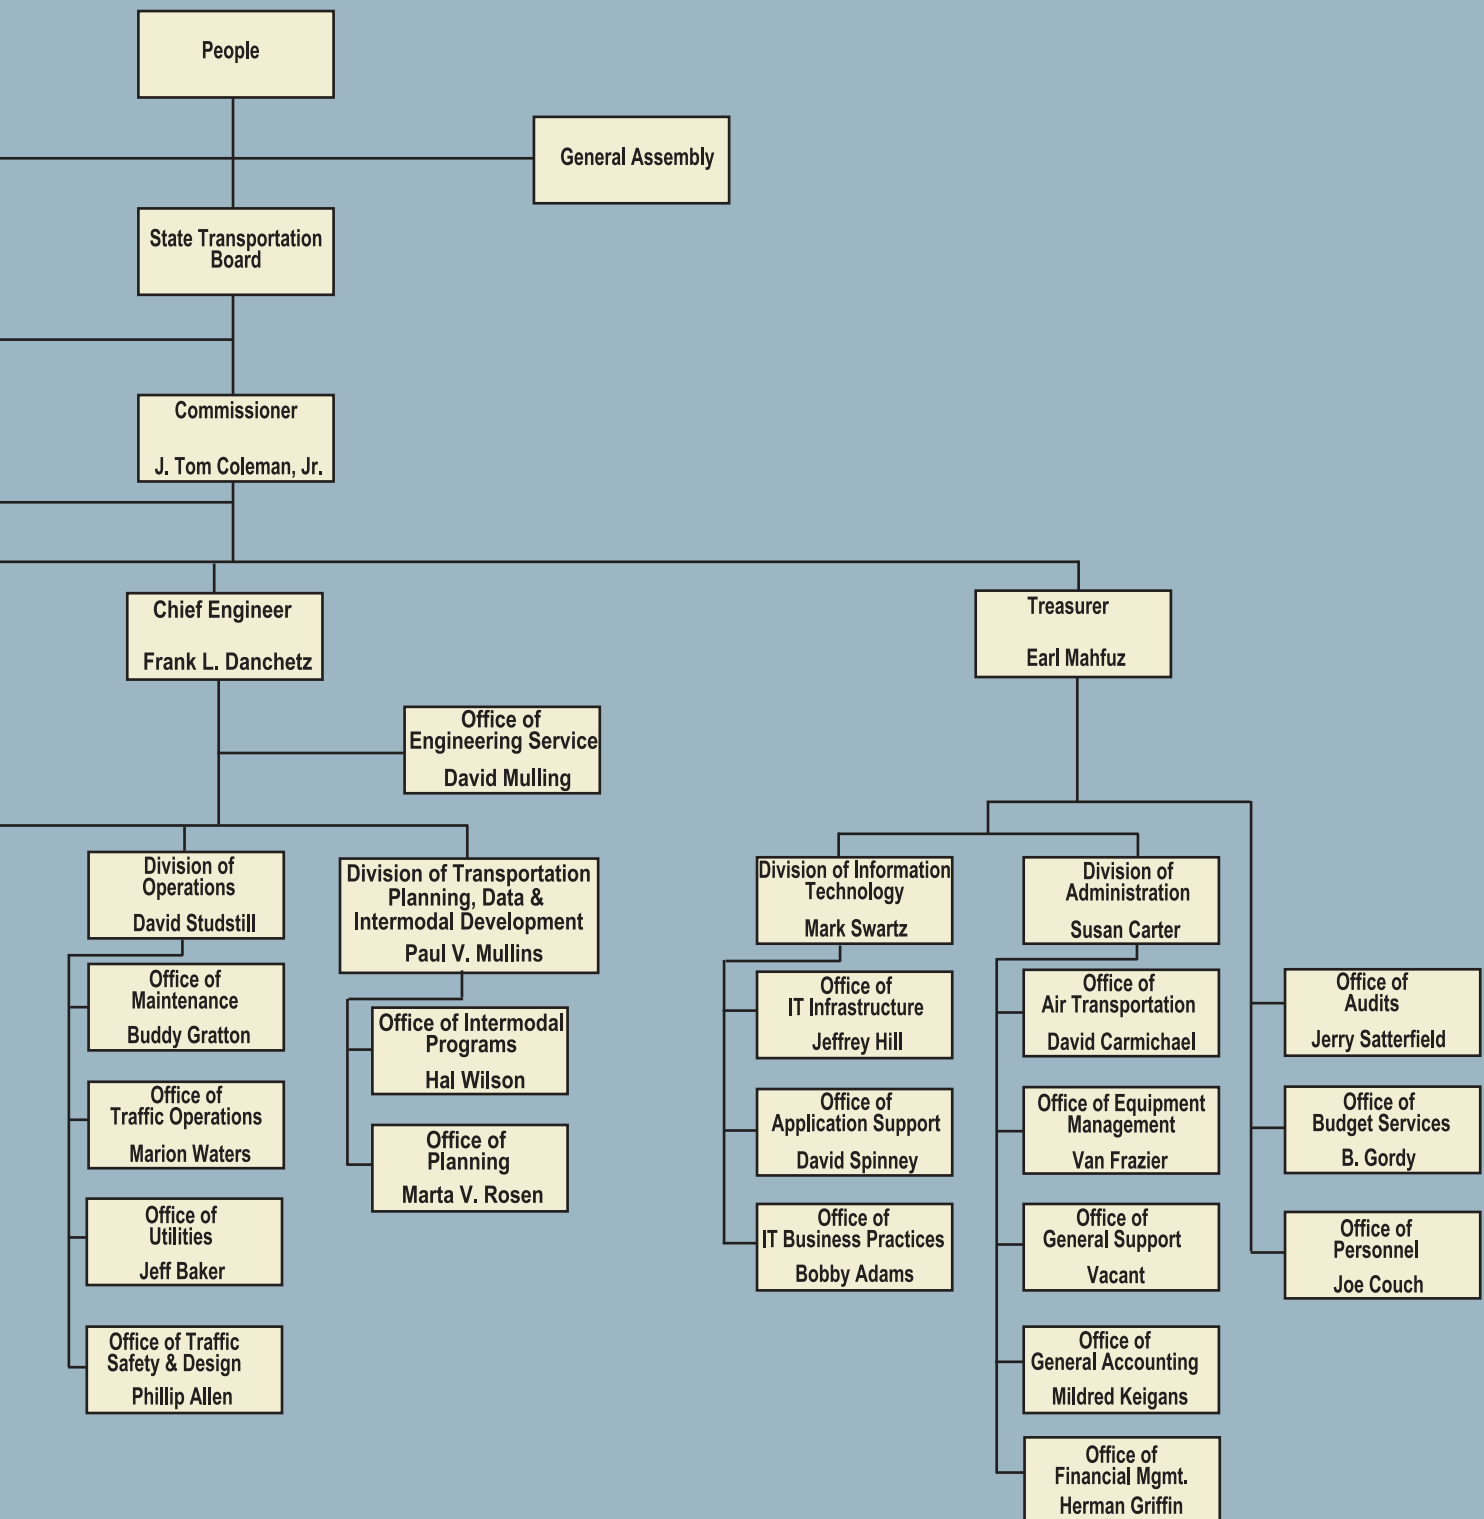 People
General Assembly
State Transportation
Board
Commissioner
J. Tom Coleman, Jr.
Chief Engineer
Frank L. Danchetz
Treasurer
Earl Mahfuz
Office of
Engineering Service
David Mulling
Division of
Operations
David Studstill
Office of
Maintenance
Buddy Gratton
Office of
Traffic Operations
Marion Waters
Office of
Utilities
Jeff Baker
Office of Traffic
Safety & Design
Phillip Allen
Division of Transportation
Planning, Data &
Intermodal Development
Paul V. Mullins
Office of Intermodal
Programs
Hal Wilson
Office of
Planning
Marta V. Rosen
Division of Information
Technology
Mark Swartz
Office of
IT Infrastructure
Jeffrey Hill
Office of
Application Support
David Spinney
Office of
IT Business Practices
Bobby Adams
Division of
Administration
Susan Carter
Office of
Air Transportation
David Carmichael
Office of Equipment
Management
Van Frazier
Office of
General Support
Vacant
Office of
General Accounting
Mildred Keigans
Office of
Financial Mgmt.
Herman Griffin
Office of
Audits
Jerry Satterfield
Office of
Budget Services
B. Gordy
Office of
Personnel
Joe Couch